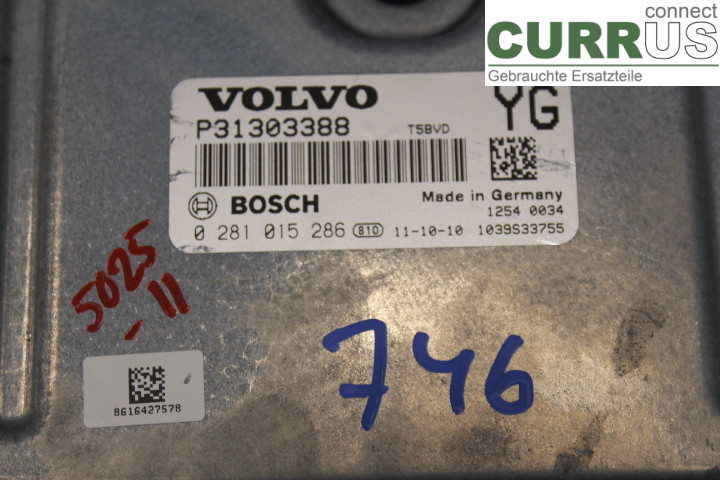 connect
CURRUS
Gebrauchte Ersatzteile
VOLVO
YG
P31303388 T5BVD
BOSCH
Made in Germany
1254 0034
0 281 015 286 810 11-10-10 1039S33755
5025
-11
746
8616427578